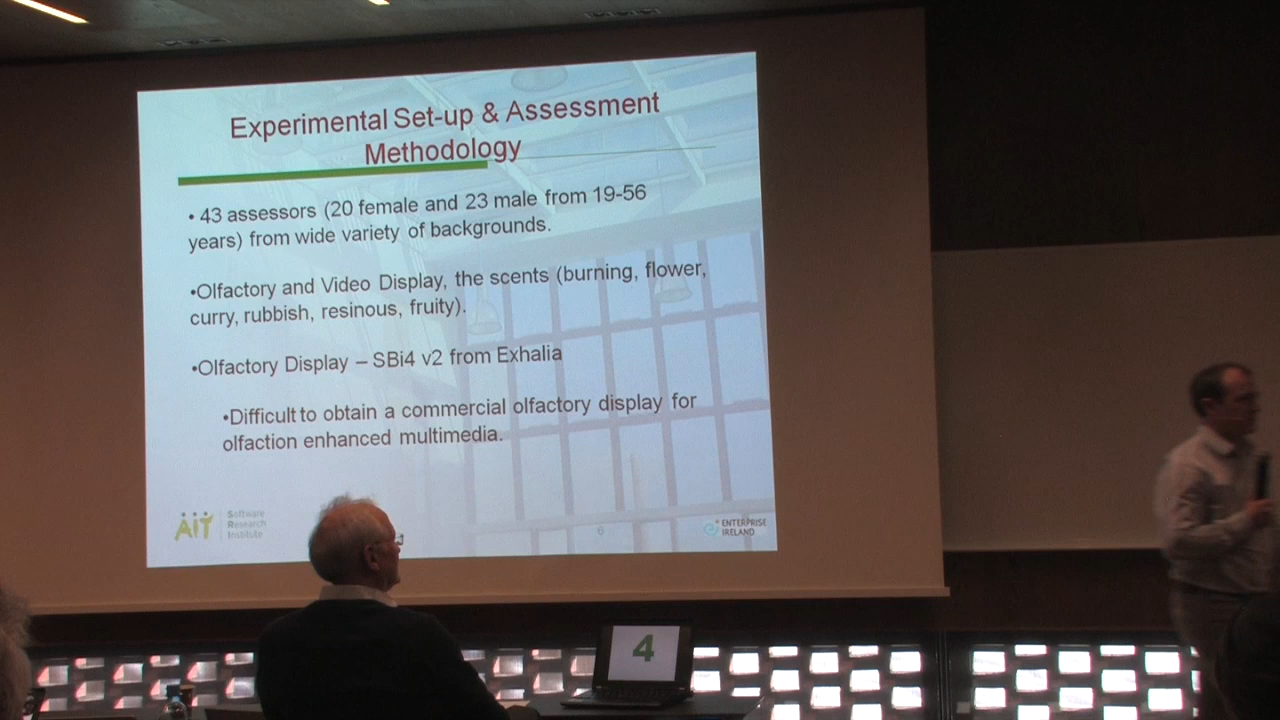 Experimental Set-up & Assessment
Methodology
• 43 assessors (20 female and 23 male from 19-56
years) from wide variety of backgrounds.
•Olfactory and Video Display, the scents (burning, flower,
curry, rubbish, resinous, fruity).
•Olfactory Display – SBi4 v2 from Exhalia
•Difficult to obtain a commercial olfactory display for
olfaction enhanced multimedia.
AIT
Software
Research
Institute
6
ENTERPRISE
IRELAND
4